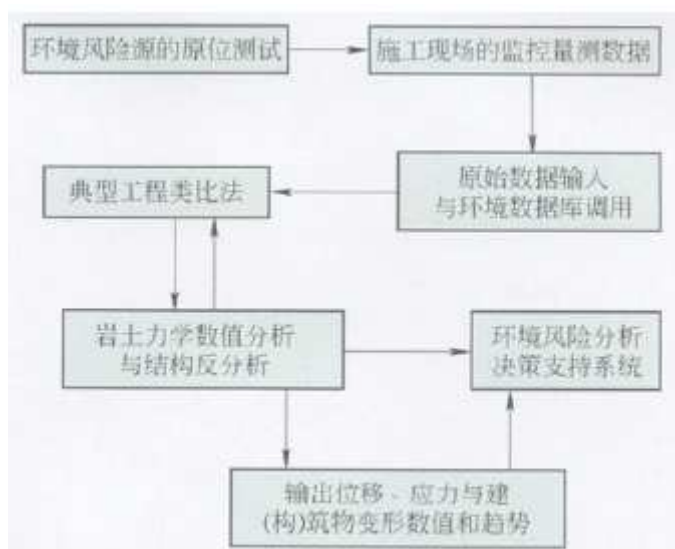 环境风险源的原位测试
施工现场的监控量测数据
原始数据输入
与环境数据库调用
典型工程类比法
岩土力学数值分析
与结构反分析
环境风险分析
决策支持系统
输出位移、应力与建
(构)筑物变形数值和趋势